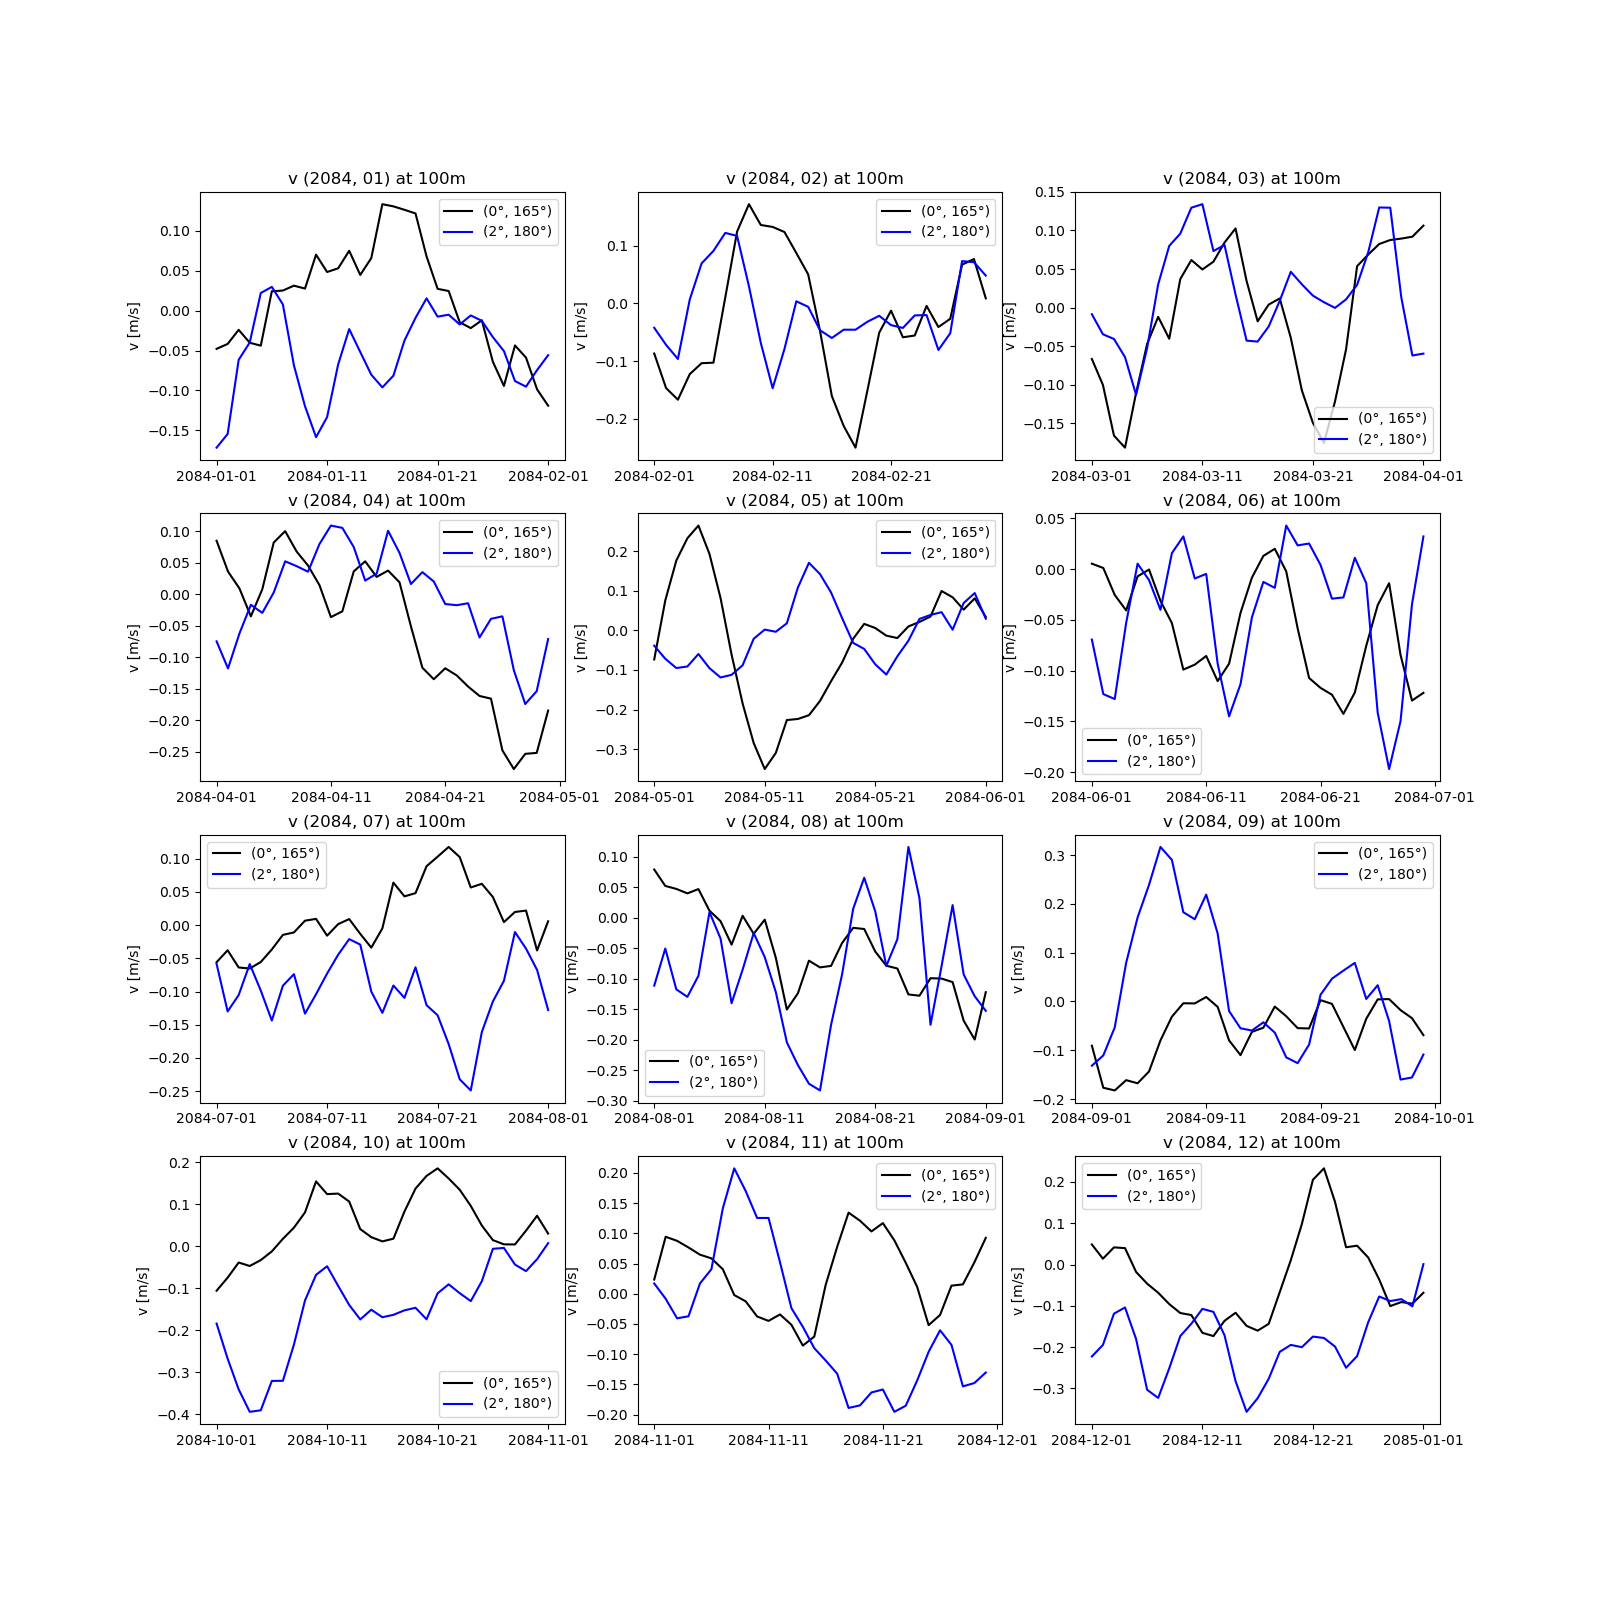 v (2084, 01) at 100m
v [m/s]
0.10
0.05
0.00
−0.05
−0.10
−0.15
(0°, 165°)
(2°, 180°)
2084-01-01 2084-01-11 2084-01-21 2084-02-01
v (2084, 02) at 100m
v [m/s]
0.1
0.0
−0.1
−0.2
(0°, 165°)
(2°, 180°)
2084-02-01 2084-02-11 2084-02-21
v (2084, 03) at 100m
v [m/s]
0.15
0.10
0.05
0.00
−0.05
−0.10
−0.15
(0°, 165°)
(2°, 180°)
2084-03-01 2084-03-11 2084-03-21 2084-04-01
v (2084, 04) at 100m
v [m/s]
0.10
0.05
0.00
−0.05
−0.10
−0.15
−0.20
−0.25
(0°, 165°)
(2°, 180°)
2084-04-01 2084-04-11 2084-04-21 2084-05-01
v (2084, 05) at 100m
v [m/s]
0.2
0.1
0.0
−0.1
−0.2
−0.3
(0°, 165°)
(2°, 180°)
2084-05-01 2084-05-11 2084-05-21 2084-06-01
v (2084, 06) at 100m
v [m/s]
0.05
0.00
−0.05
−0.10
−0.15
−0.20
(0°, 165°)
(2°, 180°)
2084-06-01 2084-06-11 2084-06-21 2084-07-01
v (2084, 07) at 100m
v [m/s]
0.10
0.05
0.00
−0.05
−0.10
−0.15
−0.20
−0.25
(0°, 165°)
(2°, 180°)
2084-07-01 2084-07-11 2084-07-21 2084-08-01
v (2084, 08) at 100m
v [m/s]
0.10
0.05
0.00
−0.05
−0.10
−0.15
−0.20
−0.25
−0.30
(0°, 165°)
(2°, 180°)
2084-08-01 2084-08-11 2084-08-21 2084-09-01
v (2084, 09) at 100m
v [m/s]
0.3
0.2
0.1
0.0
−0.1
−0.2
(0°, 165°)
(2°, 180°)
2084-09-01 2084-09-11 2084-09-21 2084-10-01
v (2084, 10) at 100m
v [m/s]
0.2
0.1
0.0
−0.1
−0.2
−0.3
−0.4
(0°, 165°)
(2°, 180°)
2084-10-01 2084-10-11 2084-10-21 2084-11-01
v (2084, 11) at 100m
v [m/s]
0.20
0.15
0.10
0.05
0.00
−0.05
−0.10
−0.15
−0.20
(0°, 165°)
(2°, 180°)
2084-11-01 2084-11-11 2084-11-21 2084-12-01
v (2084, 12) at 100m
v [m/s]
0.2
0.1
0.0
−0.1
−0.2
−0.3
(0°, 165°)
(2°, 180°)
2084-12-01 2084-12-11 2084-12-21 2085-01-01